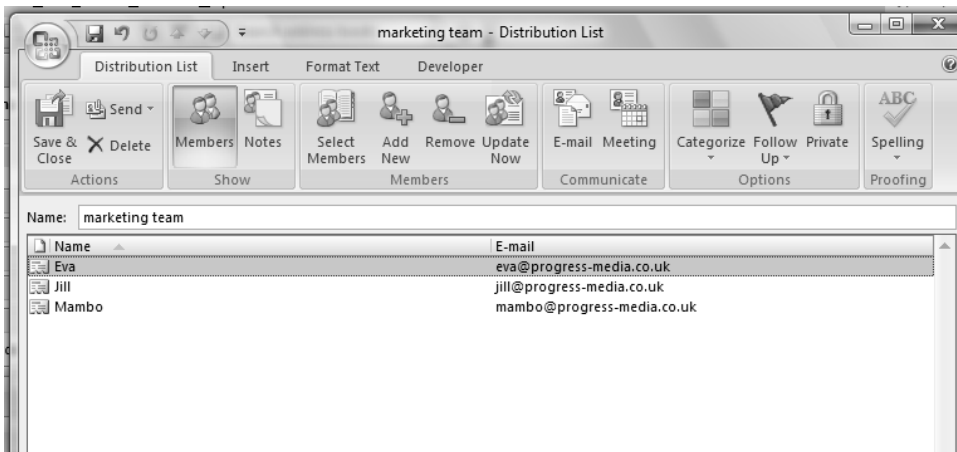 marketing team - Distribution List
Distribution List Insert Format Text Developer
Save & Close Send Delete Members Notes Select Members Add New Remove Update Now E-mail Meeting Categorize Follow Up Private ABC Spelling
Actions Show Members Communicate Options Proofing
Name: marketing team
Name E-mail
Eva eva@progress-media.co.uk
Jill jill@progress-media.co.uk
Mambo mambo@progress-media.co.uk